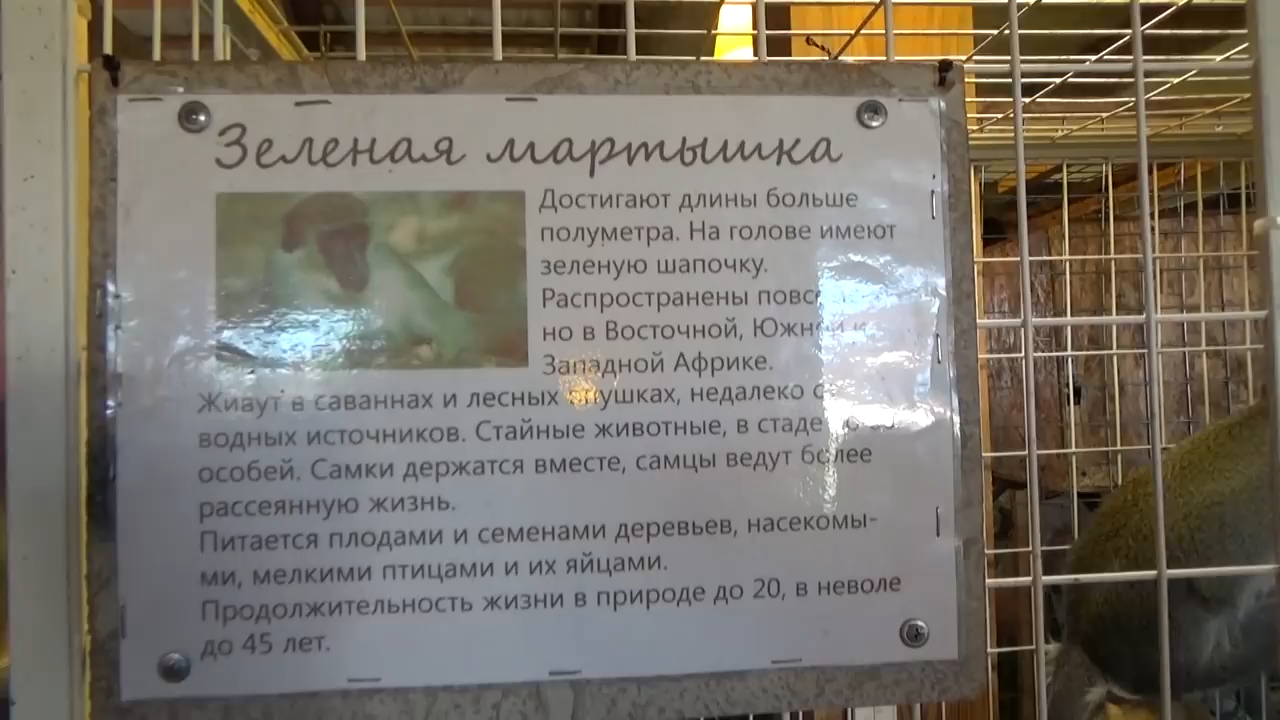 Зеленая мартышка
Достигают длины больше
полуметра. На голове имеют
зеленую шапочку.
Распространены
но в Восточной, Южной и
Западной Африке.
Живут в саваннах и лесных опушках, недалеко
водных источников. Стайные животные, в стаде
особей. Самки держатся вместе, самцы ведут более
рассеянную жизнь.
Питается плодами и семенами деревьев, насекомы-
ми, мелкими птицами и их яйцами.
Продолжительность жизни в природе до 20, в неволе
до 45 лет.